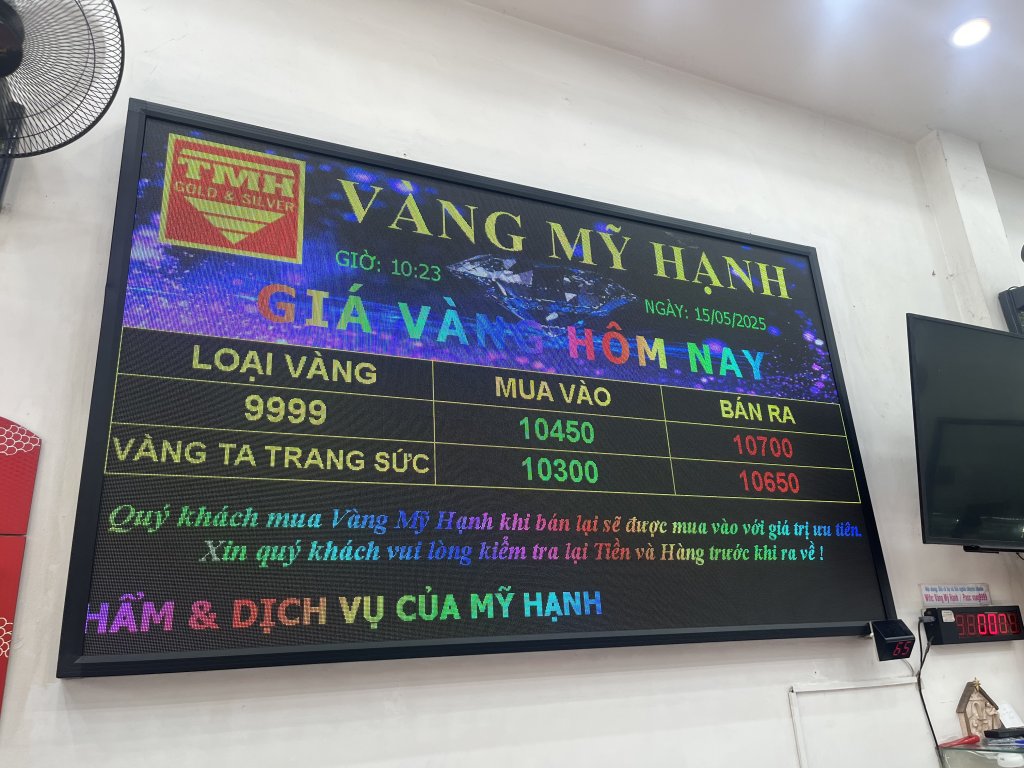 TMH
GOLD & SILVER
VÀNG MỸ HẠNH
GIỜ: 10:23
NGÀY: 15/05/2025
GIÁ VÀNG HÔM NAY
LOẠI VÀNG MUA VÀO BÁN RA
9999 10450 10700
VÀNG TA TRANG SỨC 10300 10650
Quý khách mua Vàng Mỹ Hạnh khi bán lại sẽ được mua vào với giá trị ưu tiên.
Xin quý khách vui lòng kiểm tra lại Tiền và Hàng trước khi ra về !
HẨM & DỊCH VỤ CỦA MỸ HẠNH
65